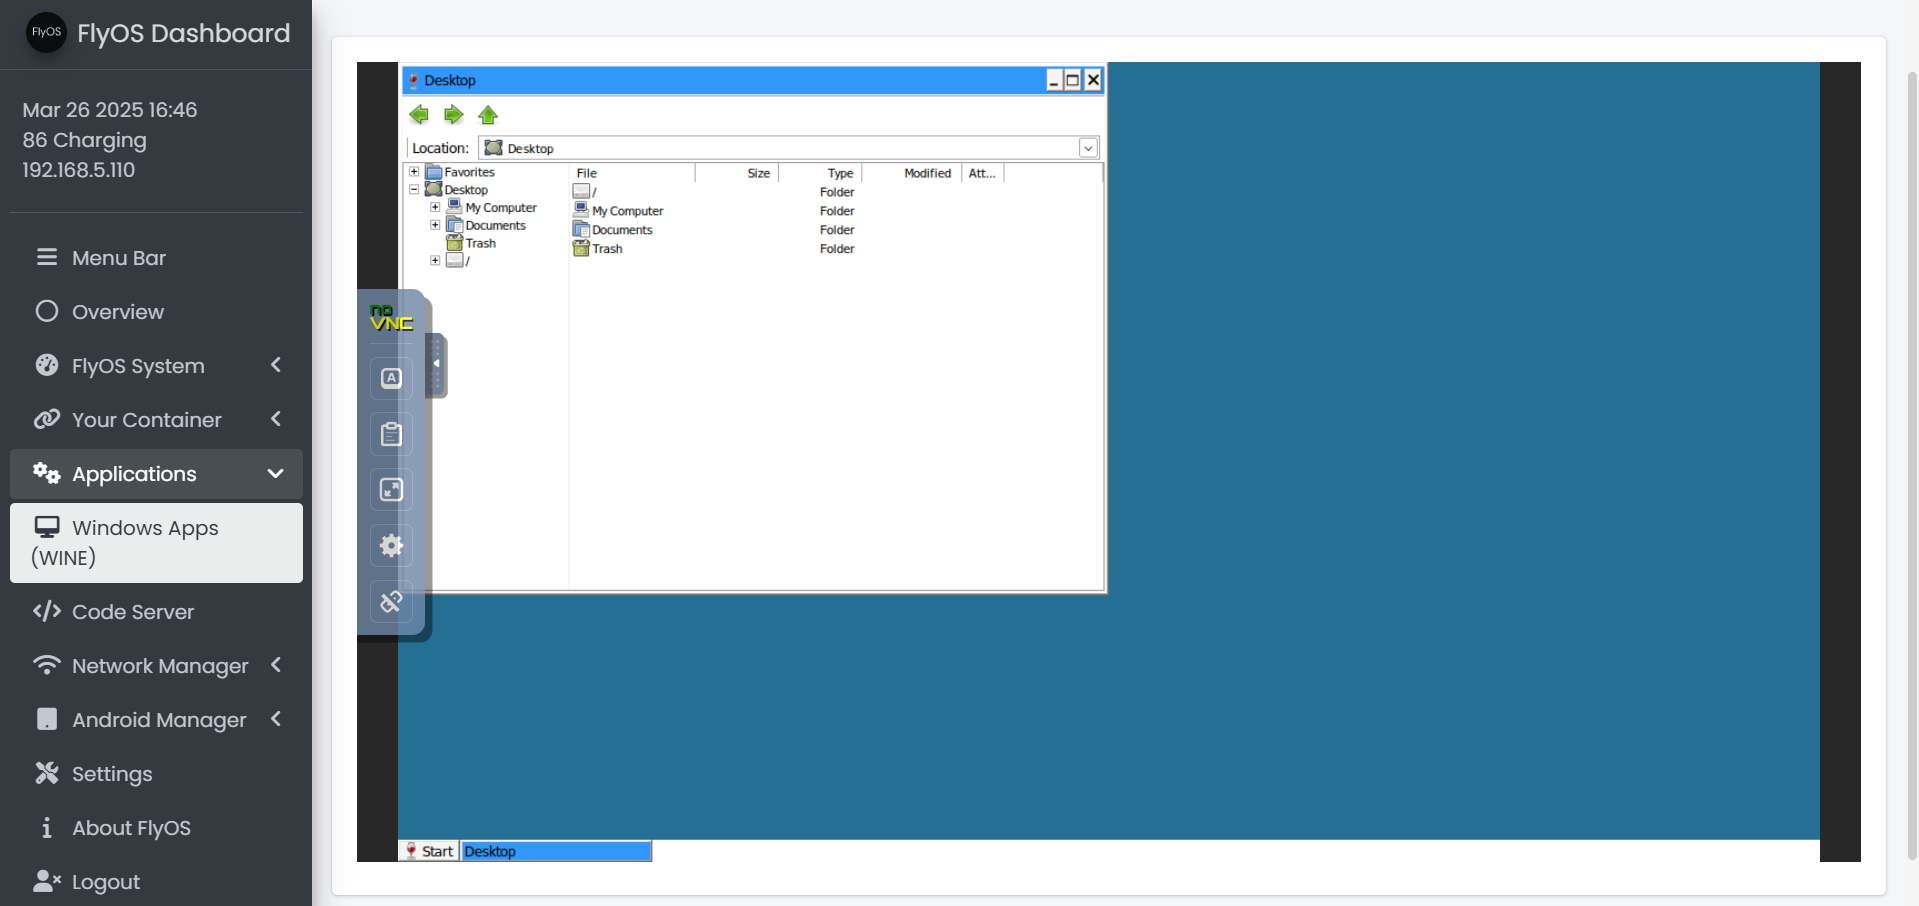 FlyOS
FlyOS Dashboard
Mar 26 2025 16:46
86 Charging
192.168.5.110
Menu Bar
Overview
FlyOS System
Your Container
Applications
Windows Apps
(WINE)
Code Server
Network Manager
Android Manager
Settings
About FlyOS
Logout
Desktop
Location: Desktop
Favorites
Desktop
My Computer
Documents
Trash
/
File Size Type Modified Att...
/ Folder
My Computer Folder
Documents Folder
Trash Folder
no
VNC
A
Start Desktop